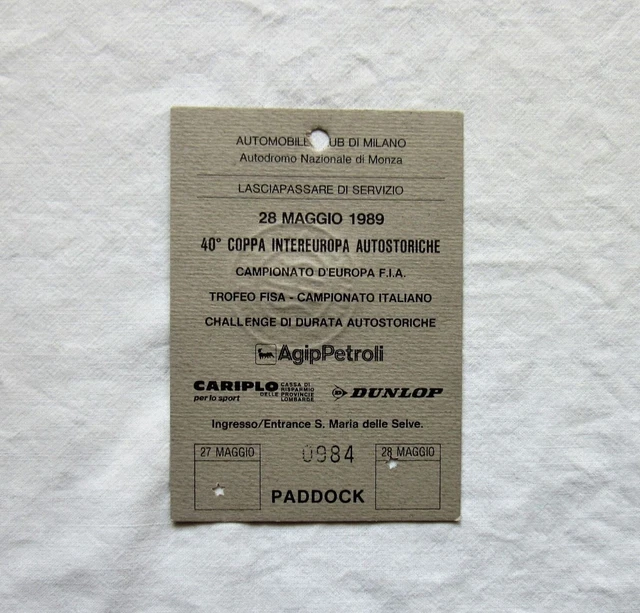 AUTOMOBILE CLUB DI MILANO
Autodromo Nazionale di Monza
LASCIAPASSARE DI SERVIZIO
28 MAGGIO 1989
40° COPPA INTEREUROPA AUTOSTORICHE
CAMPIONATO D'EUROPA F.I.A.
TROFEO FISA - CAMPIONATO ITALIANO
CHALLENGE DI DURATA AUTOSTORICHE
AgipPetroli
CARIPLO CASSA DI RISPARMIO DELLE PROVINCIE LOMBARDE
per lo sport
DUNLOP
Ingresso/Entrance S. Maria delle Selve.
27 MAGGIO
0984
28 MAGGIO
PADDOCK